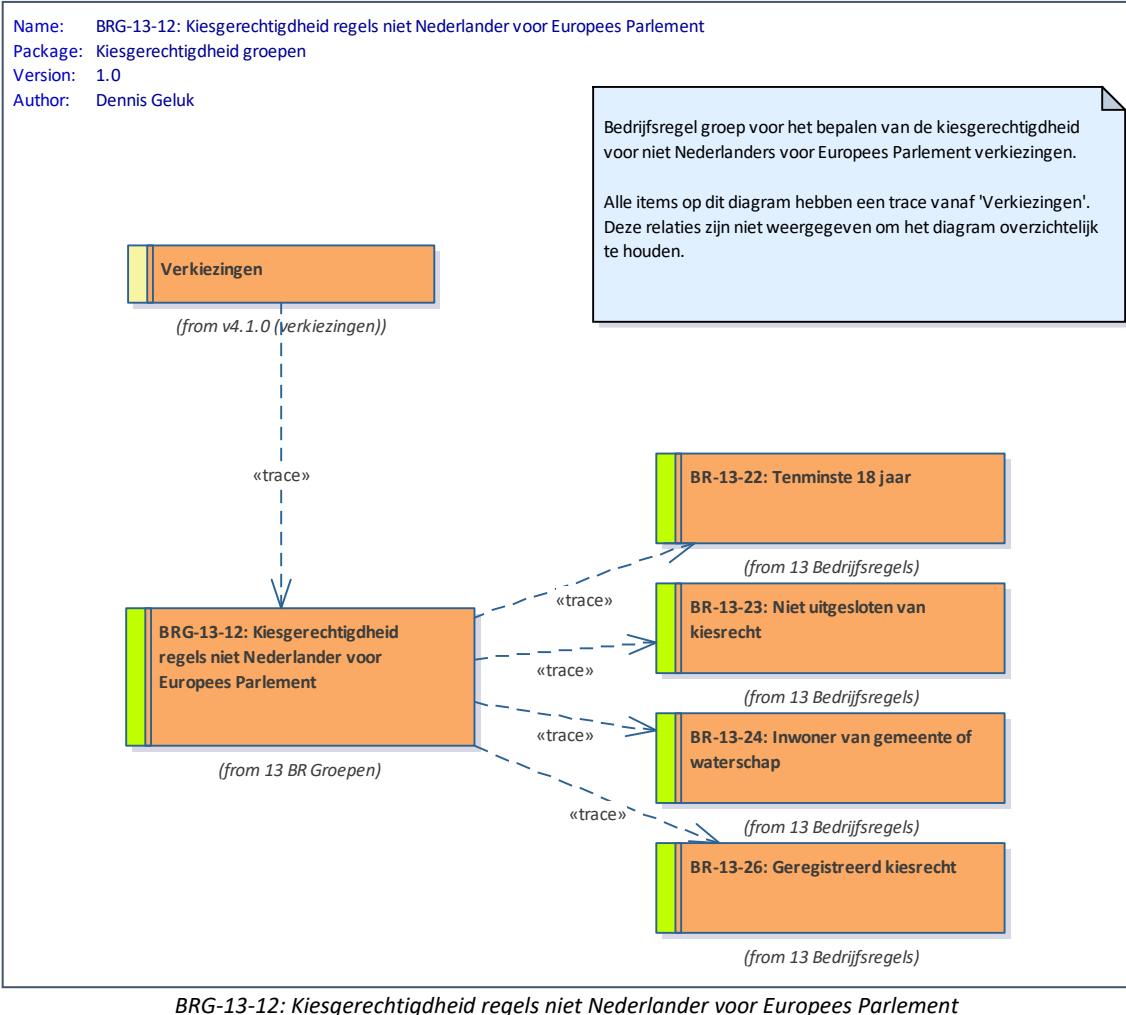 Name: BRG-13-12: Kiesgerechtigdheid regels niet Nederlander voor Europees Parlement
Package: Kiesgerechtigdheid groepen
Version: 1.0
Author: Dennis Geluk
Bedrijfsregel groep voor het bepalen van de kiesgerechtigdheid
voor niet Nederlanders voor Europees Parlement verkiezingen.
Alle items op dit diagram hebben een trace vanaf 'Verkiezingen'.
Deze relaties zijn niet weergegeven om het diagram overzichtelijk
te houden.
Verkiezingen
(from v4.1.0 (verkiezingen))
«trace»
BR-13-22: Tenminste 18 jaar
(from 13 Bedrijfsregels)
«trace»
BR-13-23: Niet uitgesloten van
kiesrecht
(from 13 Bedrijfsregels)
BRG-13-12: Kiesgerechtigdheid
regels niet Nederlander voor
Europees Parlement
(from 13 BR Groepen)
«trace»
«trace»
BR-13-24: Inwoner van gemeente of
waterschap
(from 13 Bedrijfsregels)
«trace»
BR-13-26: Geregistreerd kiesrecht
(from 13 Bedrijfsregels)
BRG-13-12: Kiesgerechtigdheid regels niet Nederlander voor Europees Parlement